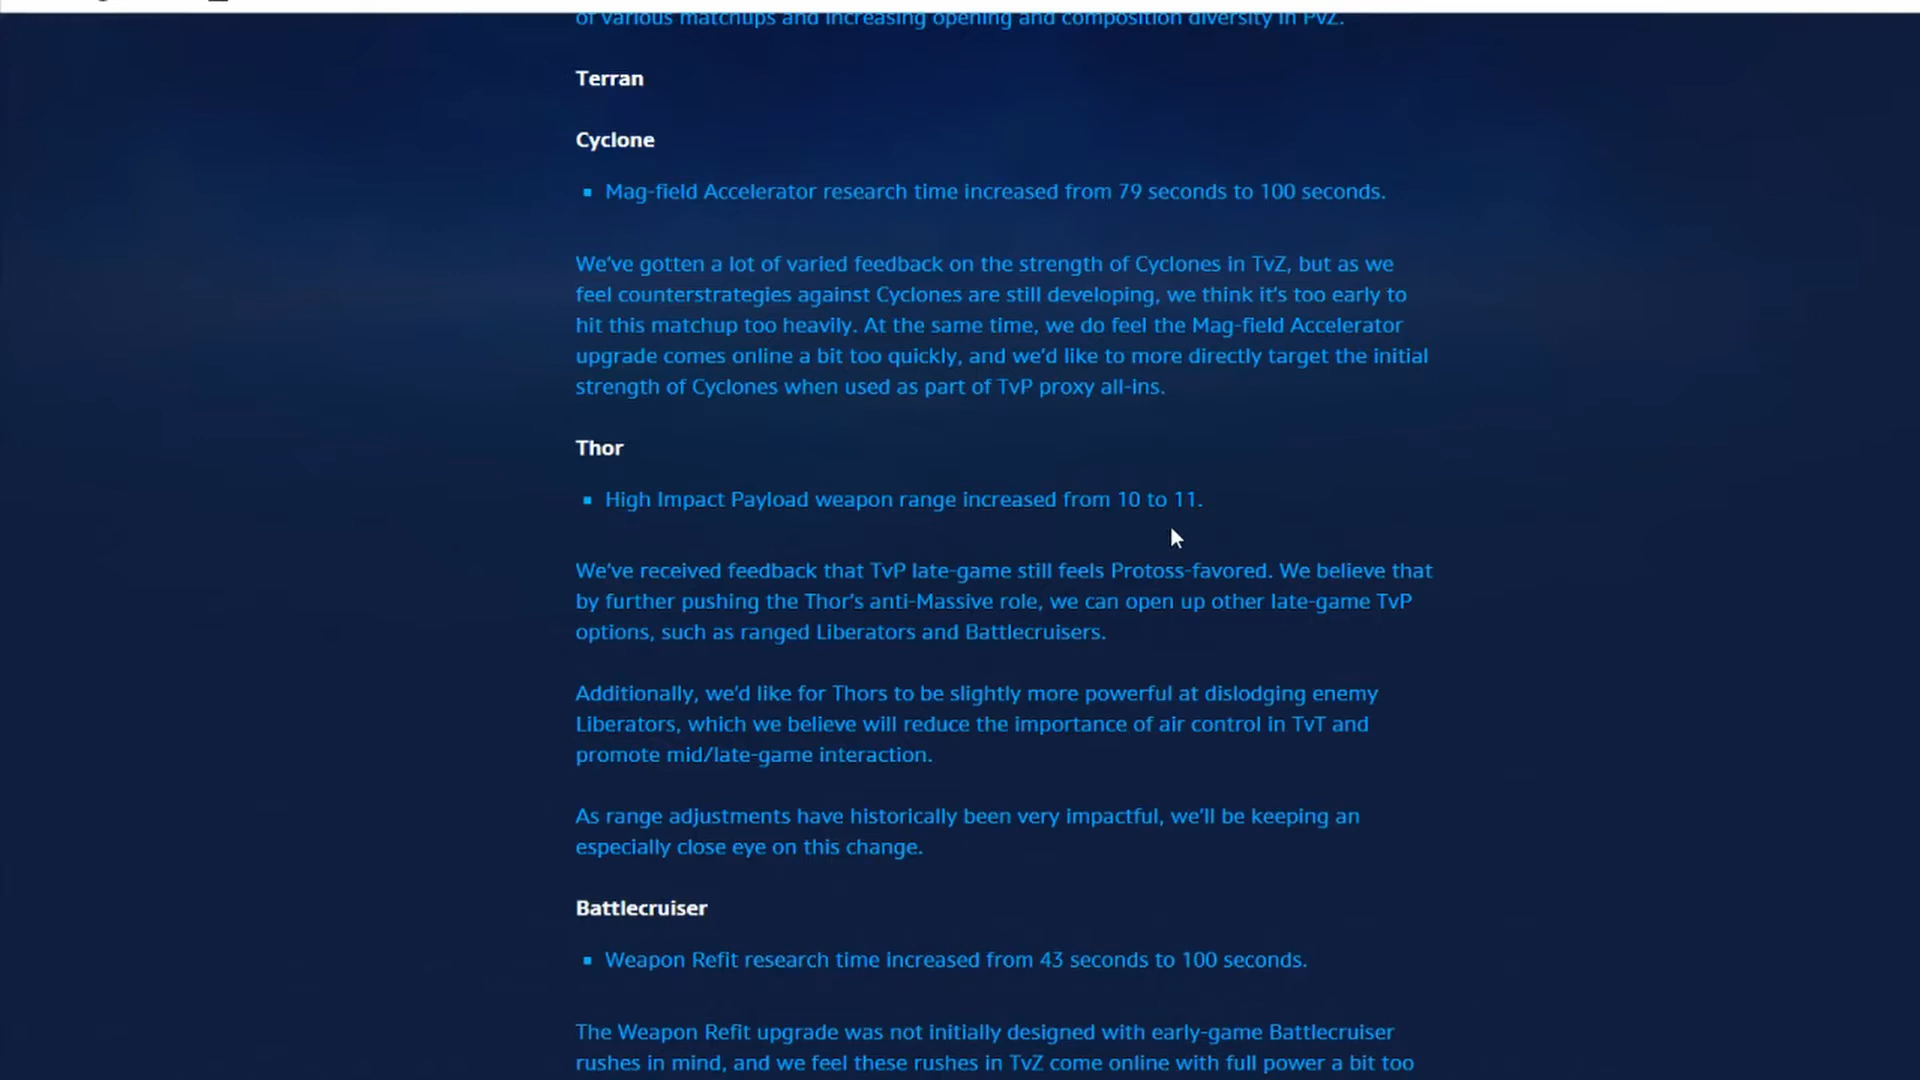 of various matchups and increasing opening and composition diversity in PvZ.
Terran
Cyclone
▪ Mag-field Accelerator research time increased from 79 seconds to 100 seconds.
We’ve gotten a lot of varied feedback on the strength of Cyclones in TvZ, but as we
feel counterstrategies against Cyclones are still developing, we think it’s too early to
hit this matchup too heavily. At the same time, we do feel the Mag-field Accelerator
upgrade comes online a bit too quickly, and we’d like to more directly target the initial
strength of Cyclones when used as part of TvP proxy all-ins.
Thor
▪ High Impact Payload weapon range increased from 10 to 11.
We’ve received feedback that TvP late-game still feels Protoss-favored. We believe that
by further pushing the Thor’s anti-Massive role, we can open up other late-game TvP
options, such as ranged Liberators and Battlecruisers.
Additionally, we’d like for Thors to be slightly more powerful at dislodging enemy
Liberators, which we believe will reduce the importance of air control in TvT and
promote mid/late-game interaction.
As range adjustments have historically been very impactful, we’ll be keeping an
especially close eye on this change.
Battlecruiser
▪ Weapon Refit research time increased from 43 seconds to 100 seconds.
The Weapon Refit upgrade was not initially designed with early-game Battlecruiser
rushes in mind, and we feel these rushes in TvZ come online with full power a bit too